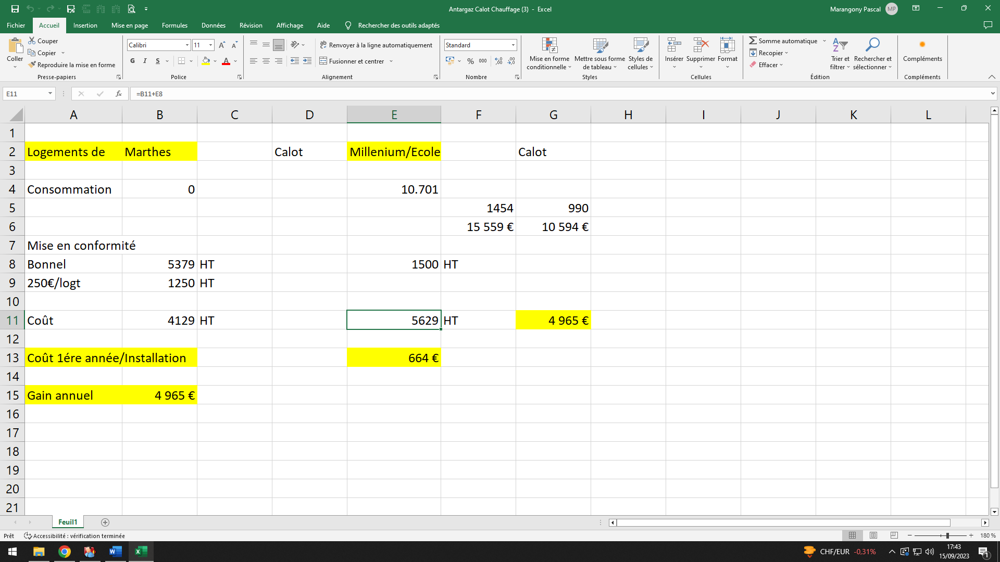 Antargaz Calot Chauffage (3) - Excel
Marangony Pascal MP
Fichier Accueil Insertion Mise en page Formules Données Révision Affichage Aide Rechercher des outils adaptés
Coller
Couper
Copier
Reproduire la mise en forme
Presse-papiers
Calibri 11
G I S
Police
Renvoyer à la ligne automatiquement
Fusionner et centrer
Alignement
Standard
% 000
Nombre
Mise en forme conditionnelle
Mettre sous forme de tableau
Styles de cellules
Styles
Insérer Supprimer Format
Cellules
Somme automatique
Recopier
Effacer
Trier et filtrer
Rechercher et sélectionner
Édition
Compléments
Compléments
E11 fx =B11+E8
A B C D E F G H I J K L
1
2 Logements de Marthes Calot Millenium/Ecole Calot
3
4 Consommation 0 10.701
5 1454 990
6 15 559 € 10 594 €
7 Mise en conformité
8 Bonnel 5379 HT 1500 HT
9 250€/logt 1250 HT
10
11 Coût 4129 HT 5629 HT 4 965 €
12
13 Coût 1ére année/Installation 664 €
14
15 Gain annuel 4 965 €
16
17
18
19
20
21
Feuil1
Prêt Accessibilité : vérification terminée 180 %
CHF/EUR -0,31% 17:43
15/09/2023 1